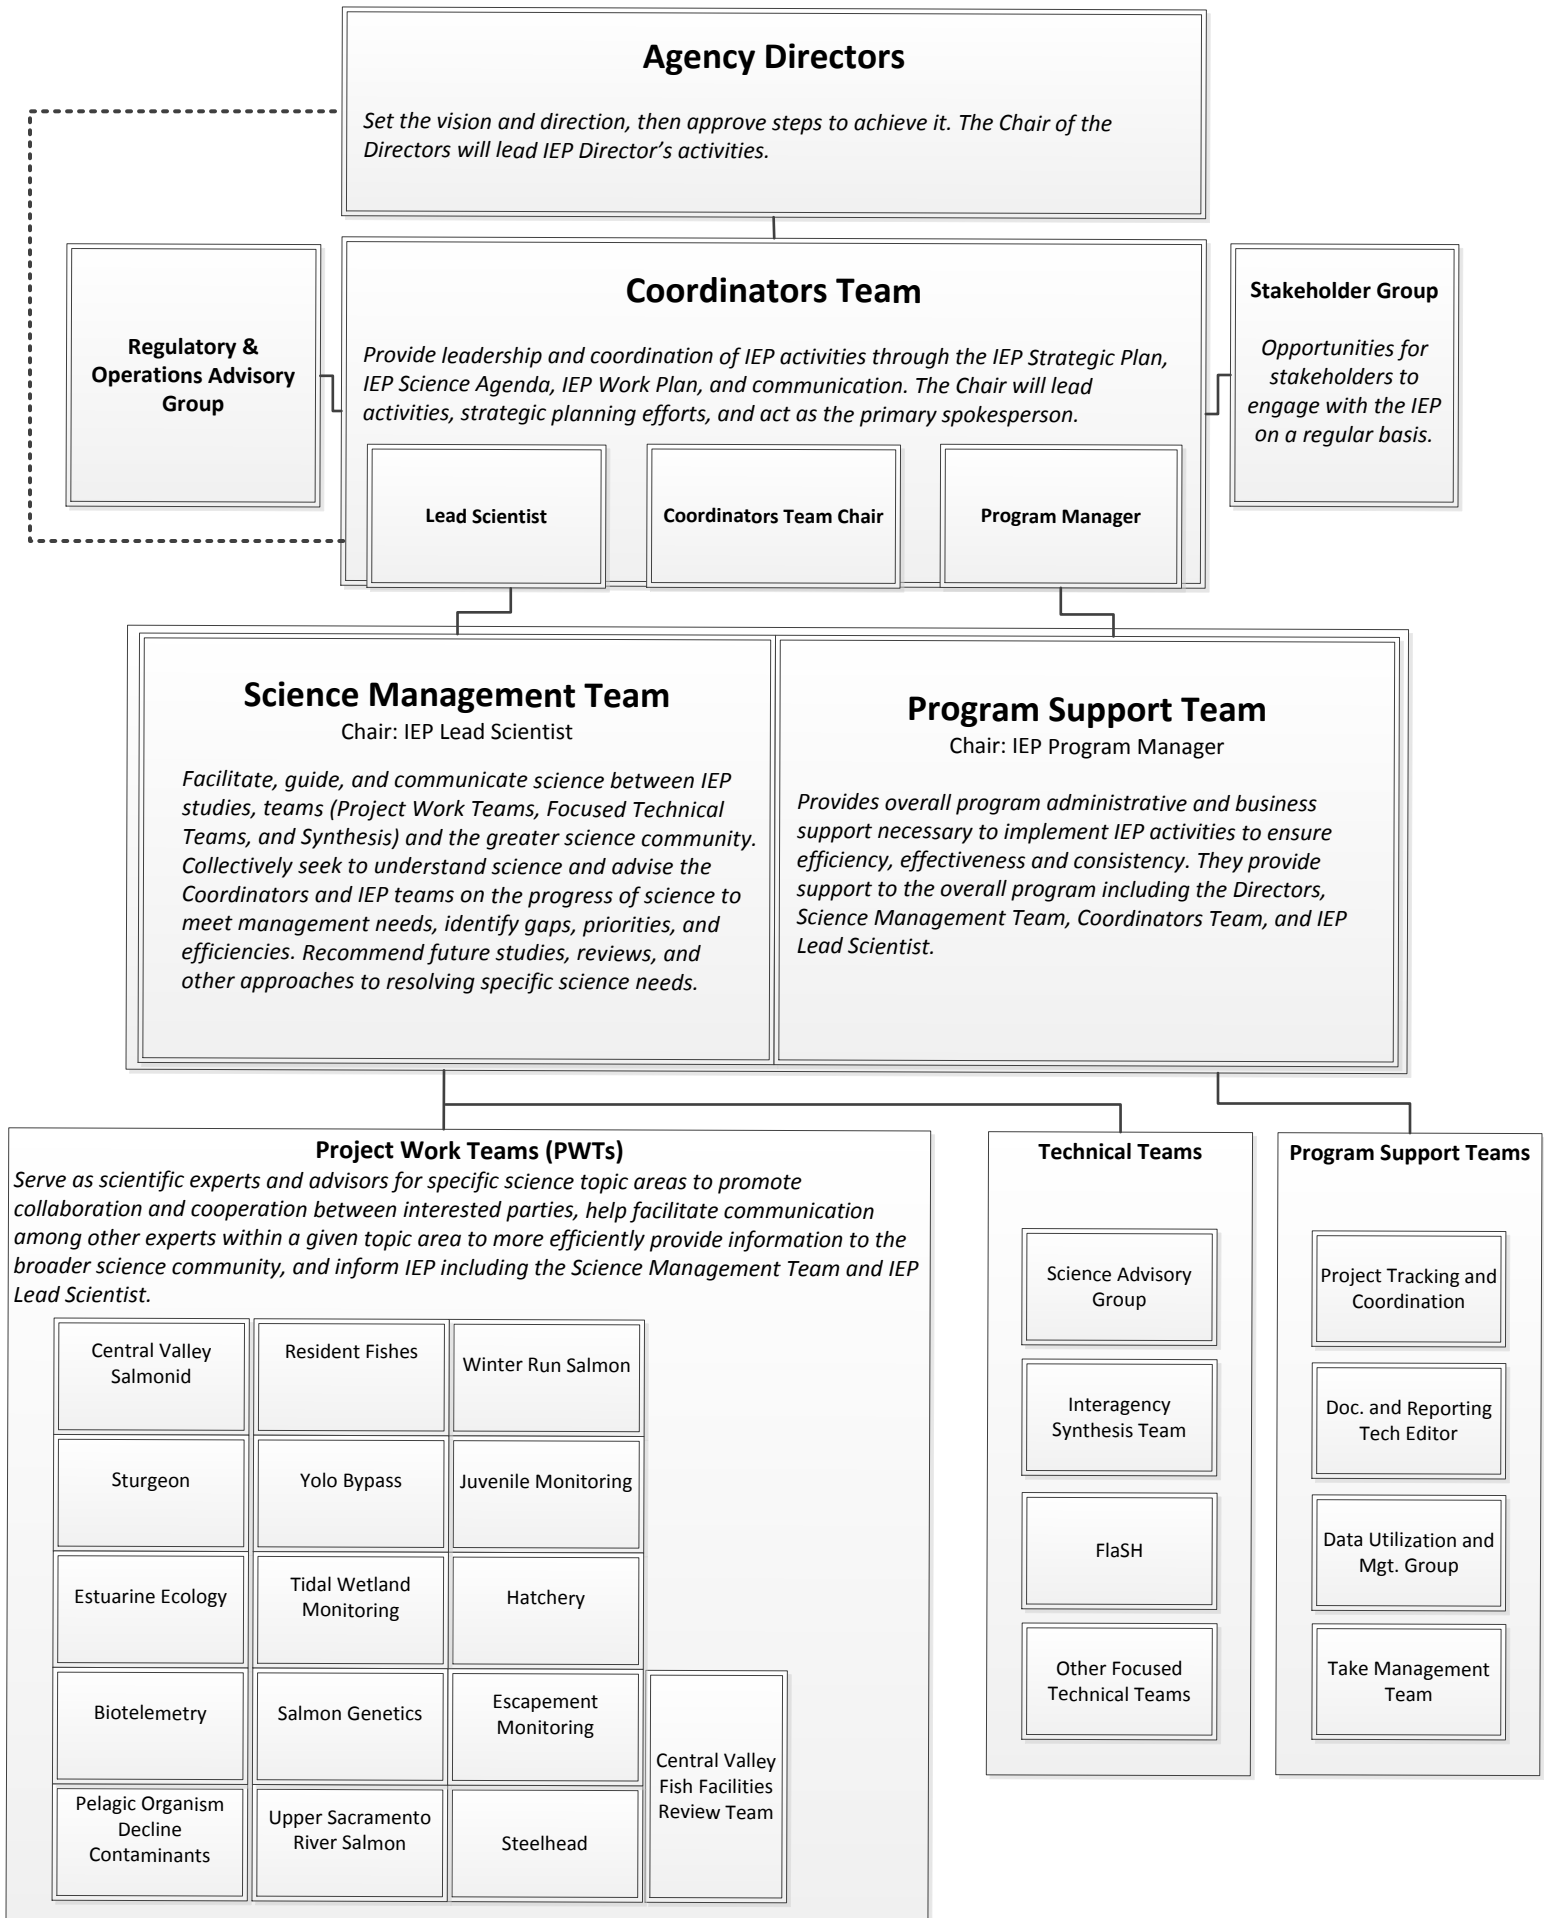 Agency Directors
Set the vision and direction, then approve steps to achieve it. The Chair of the
Directors will lead IEP Director's activities.
Regulatory &
Operations Advisory
Group
Coordinators Team
Provide leadership and coordination of IEP activities through the IEP Strategic Plan,
IEP Science Agenda, IEP Work Plan, and communication. The Chair will lead
activities, strategic planning efforts, and act as the primary spokesperson.
Lead Scientist
Coordinators Team Chair
Program Manager
Stakeholder Group
Opportunities for
stakeholders to
engage with the IEP
on a regular basis.
Science Management Team
Chair: IEP Lead Scientist
Facilitate, guide, and communicate science between IEP
studies, teams (Project Work Teams, Focused Technical
Teams, and Synthesis) and the greater science community.
Collectively seek to understand science and advise the
Coordinators and IEP teams on the progress of science to
meet management needs, identify gaps, priorities, and
efficiencies. Recommend future studies, reviews, and
other approaches to resolving specific science needs.
Program Support Team
Chair: IEP Program Manager
Provides overall program administrative and business
support necessary to implement IEP activities to ensure
efficiency, effectiveness and consistency. They provide
support to the overall program including the Directors,
Science Management Team, Coordinators Team, and IEP
Lead Scientist.
Project Work Teams (PWTs)
Serve as scientific experts and advisors for specific science topic areas to promote
collaboration and cooperation between interested parties, help facilitate communication
among other experts within a given topic area to more efficiently provide information to the
broader science community, and inform IEP including the Science Management Team and IEP
Lead Scientist.
Central Valley
Salmonid
Resident Fishes
Winter Run Salmon
Sturgeon
Yolo Bypass
Juvenile Monitoring
Estuarine Ecology
Tidal Wetland
Monitoring
Hatchery
Biotelemetry
Salmon Genetics
Escapement
Monitoring
Central Valley
Fish Facilities
Review Team
Pelagic Organism
Decline
Contaminants
Upper Sacramento
River Salmon
Steelhead
Technical Teams
Science Advisory
Group
Interagency
Synthesis Team
FlaSH
Other Focused
Technical Teams
Program Support Teams
Project Tracking and
Coordination
Doc. and Reporting
Tech Editor
Data Utilization and
Mgt. Group
Take Management
Team